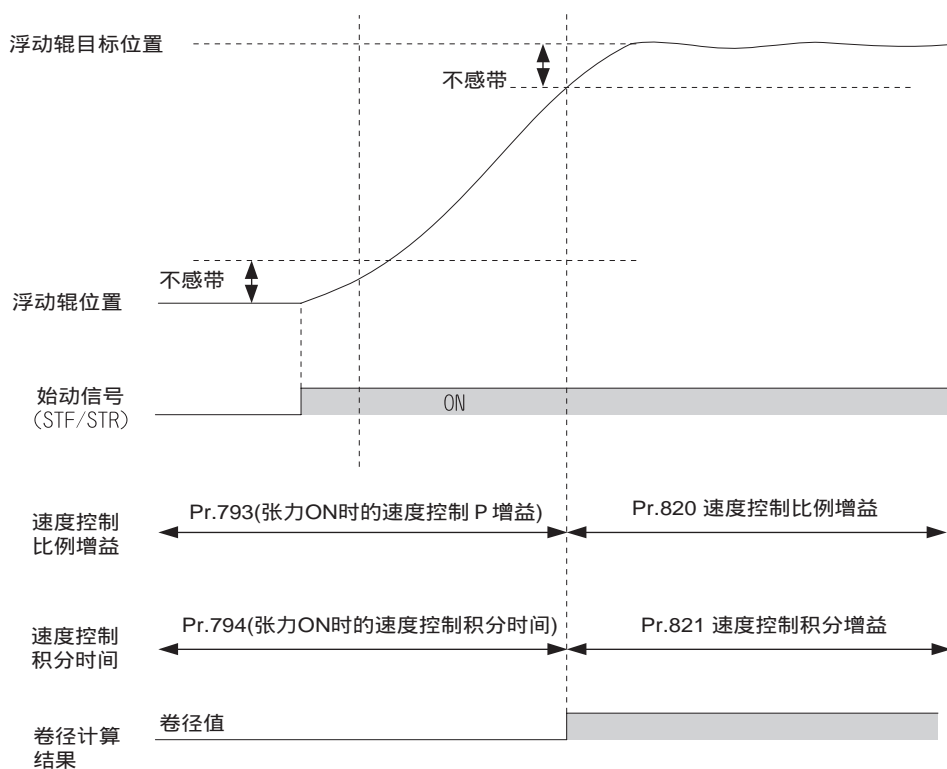 浮动辊目标位置
不感带
不感带
浮动辊位置
始动信号
(STF/STR)
ON
速度控制
比例增益
Pr.793(张力ON时的速度控制 P 增益)
Pr.820 速度控制比例增益
速度控制
积分时间
Pr.794(张力ON时的速度控制积分时间)
Pr.821 速度控制积分增益
卷径计算
结果
卷径值